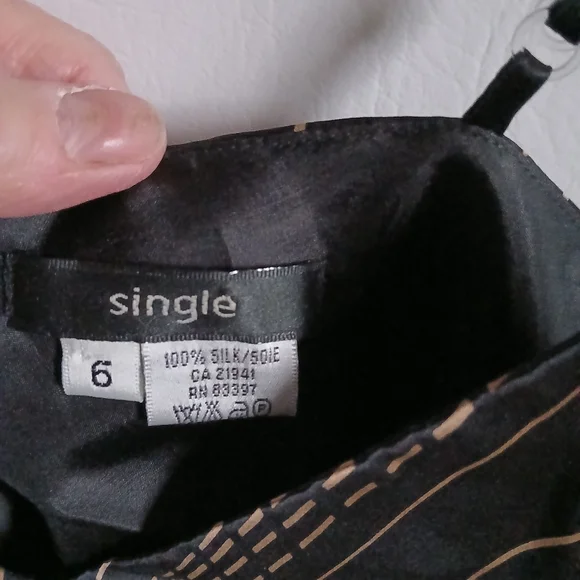 single
6
100% SILK/SOIE
CA 21941
RN 83397
P